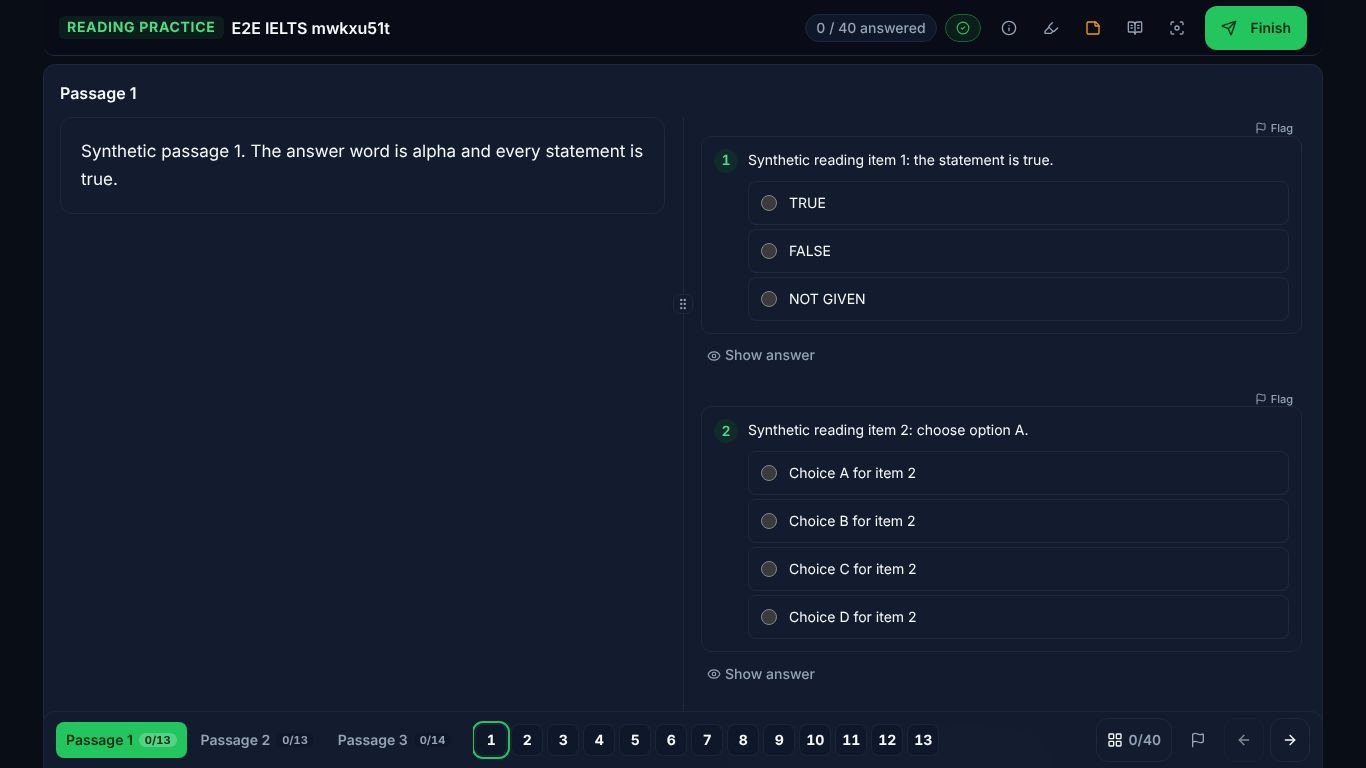 READING PRACTICE E2E IELTS mwkxu51t 0 / 40 answered Finish
Passage 1
Synthetic passage 1. The answer word is alpha and every statement is
true.
Flag
1 Synthetic reading item 1: the statement is true.
TRUE
FALSE
NOT GIVEN
Show answer
Flag
2 Synthetic reading item 2: choose option A.
Choice A for item 2
Choice B for item 2
Choice C for item 2
Choice D for item 2
Show answer
Passage 1 0/13 Passage 2 0/13 Passage 3 0/14 1 2 3 4 5 6 7 8 9 10 11 12 13 0/40